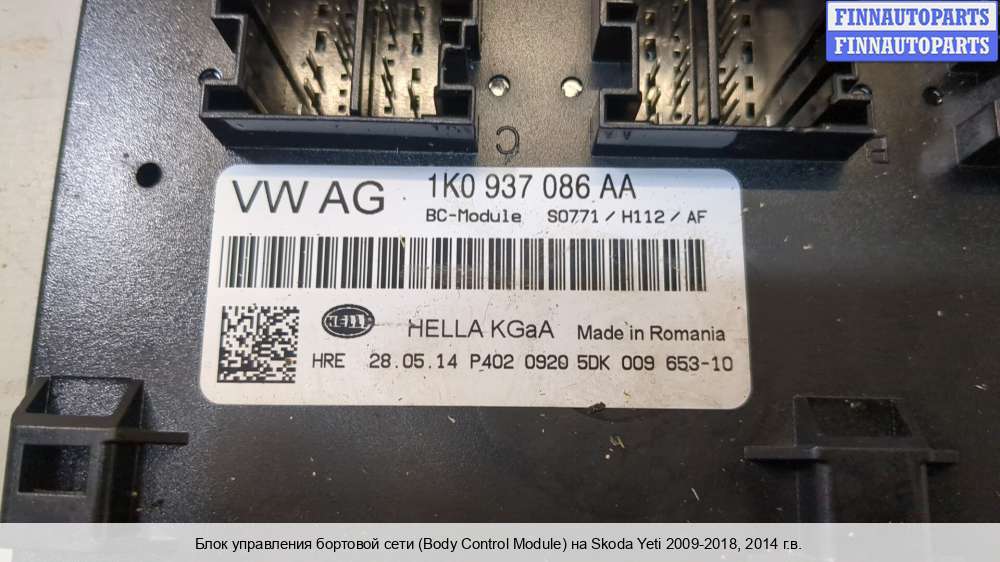 FINNAUTOPARTS
FINNAUTOPARTS
C
B
VW AG
1K0 937 086 AA
BC-Module S0771 / H112 / AF
HELLA
HELLA KGaA Made in Romania
HRE 28.05.14 P402 0920 5DK 009 653-10
Блок управления бортовой сети (Body Control Module) на Skoda Yeti 2009-2018, 2014 г.в.